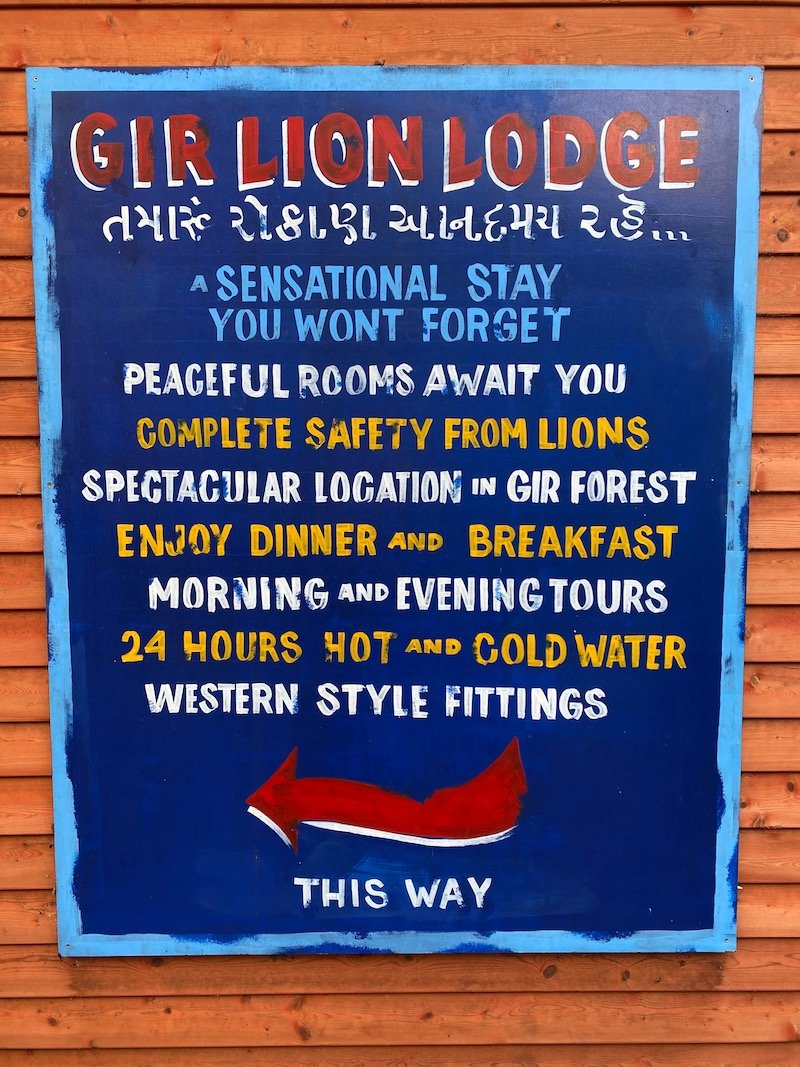 GIR LION LODGE
તમારું રોકાણ આનદમય રહે...
A SENSATIONAL STAY
YOU WONT FORGET
PEACEFUL ROOMS AWAIT YOU
COMPLETE SAFETY FROM LIONS
SPECTACULAR LOCATION IN GIR FOREST
ENJOY DINNER AND BREAKFAST
MORNING AND EVENING TOURS
24 HOURS HOT AND COLD WATER
WESTERN STYLE FITTINGS
THIS WAY